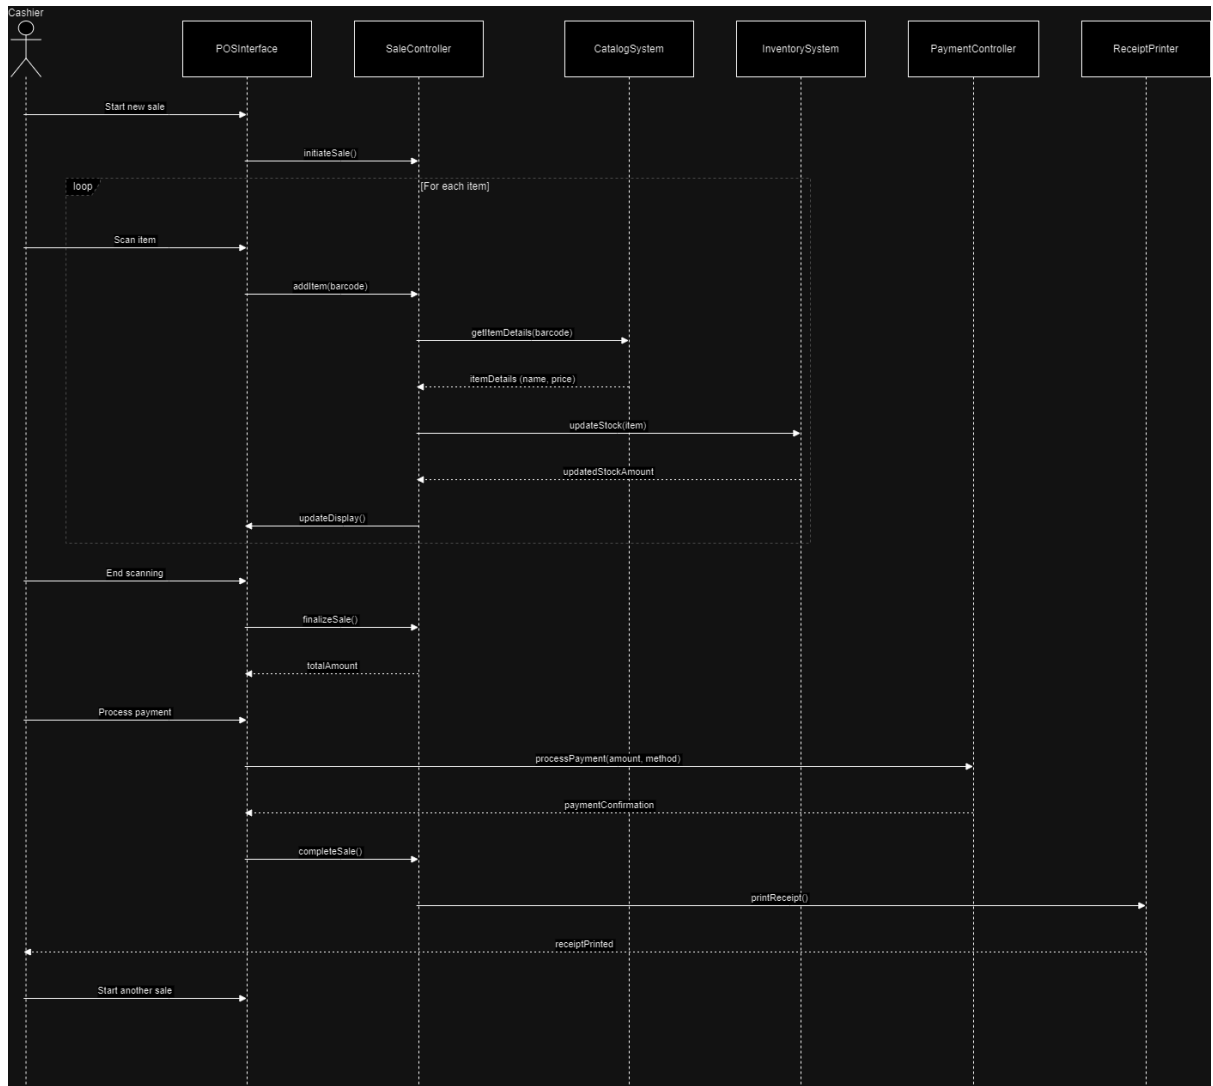 Cashier
POSInterface
SaleController
CatalogSystem
InventorySystem
PaymentController
ReceiptPrinter
Start new sale
initiateSale()
loop
[For each item]
Scan item
addItem(barcode)
getItemDetails(barcode)
itemDetails (name, price)
updateStock(item)
updatedStockAmount
updateDisplay()
End scanning
finalizeSale()
totalAmount
Process payment
processPayment(amount, method)
paymentConfirmation
completeSale()
printReceipt()
receiptPrinted
Start another sale